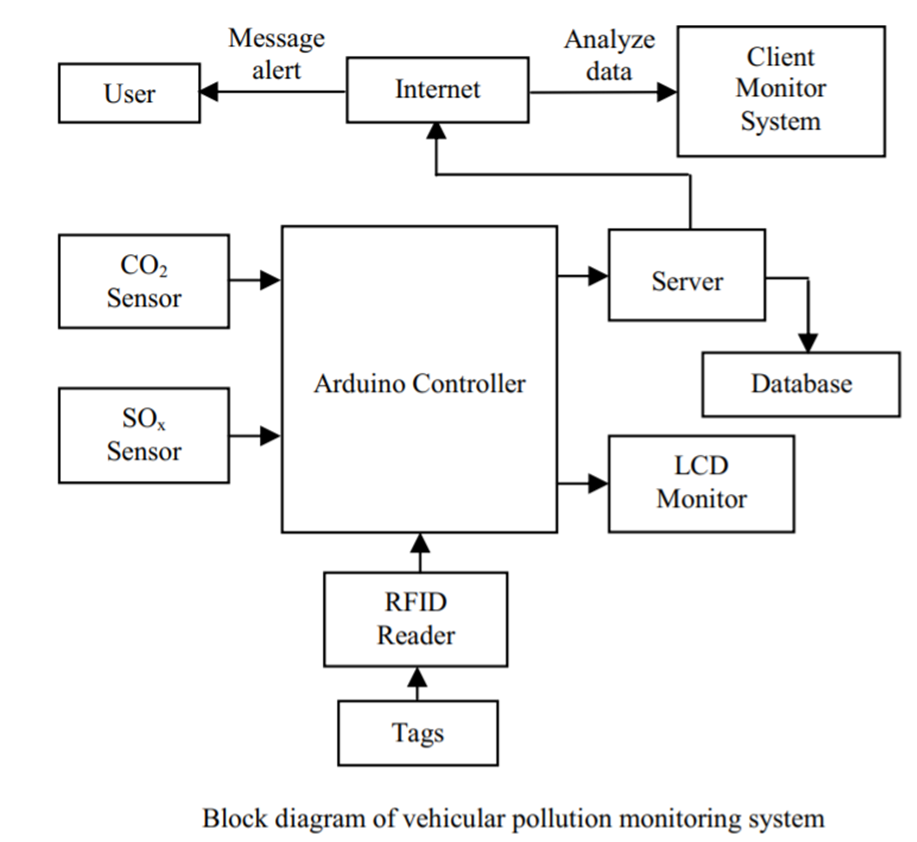 Message
alert
Analyze
data
User
Internet
Client
Monitor
System
CO₂
Sensor
Server
Arduino Controller
Database
SOₓ
Sensor
LCD
Monitor
RFID
Reader
Tags
Block diagram of vehicular pollution monitoring system